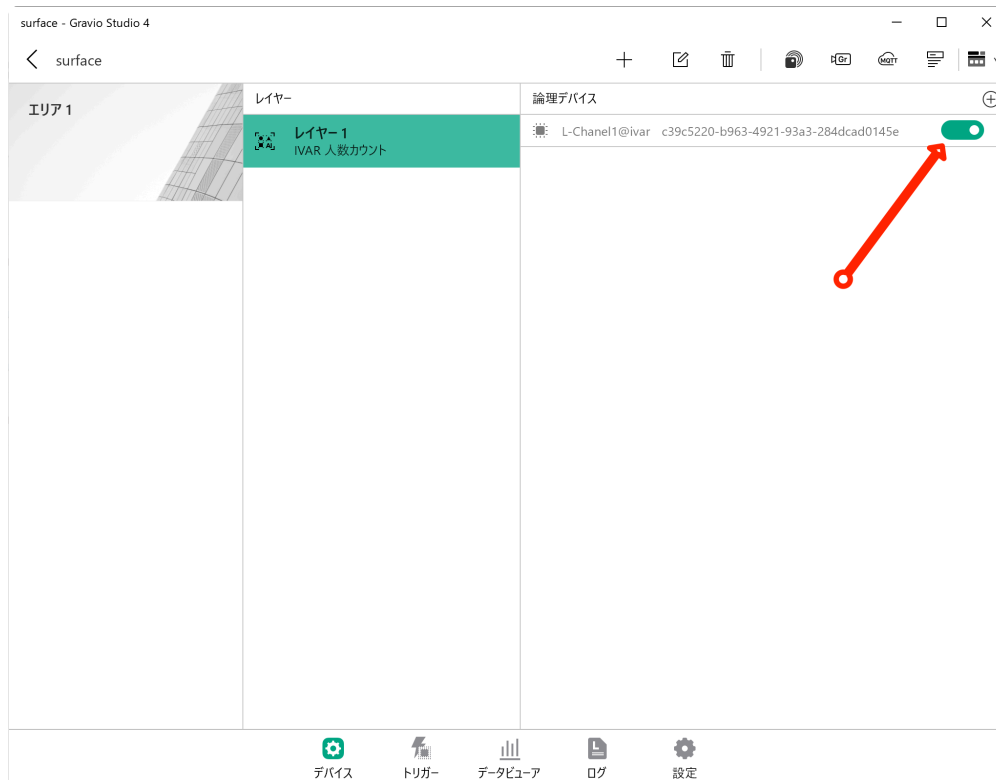 surface - Gravio Studio 4
surface
Gr
MQTT
エリア 1
レイヤー
論理デバイス
レイヤー 1
IVAR 人数カウント
AI
L-Chanel1@ivar c39c5220-b963-4921-93a3-284dcad0145e
デバイス
トリガー
データビューア
ログ
設定